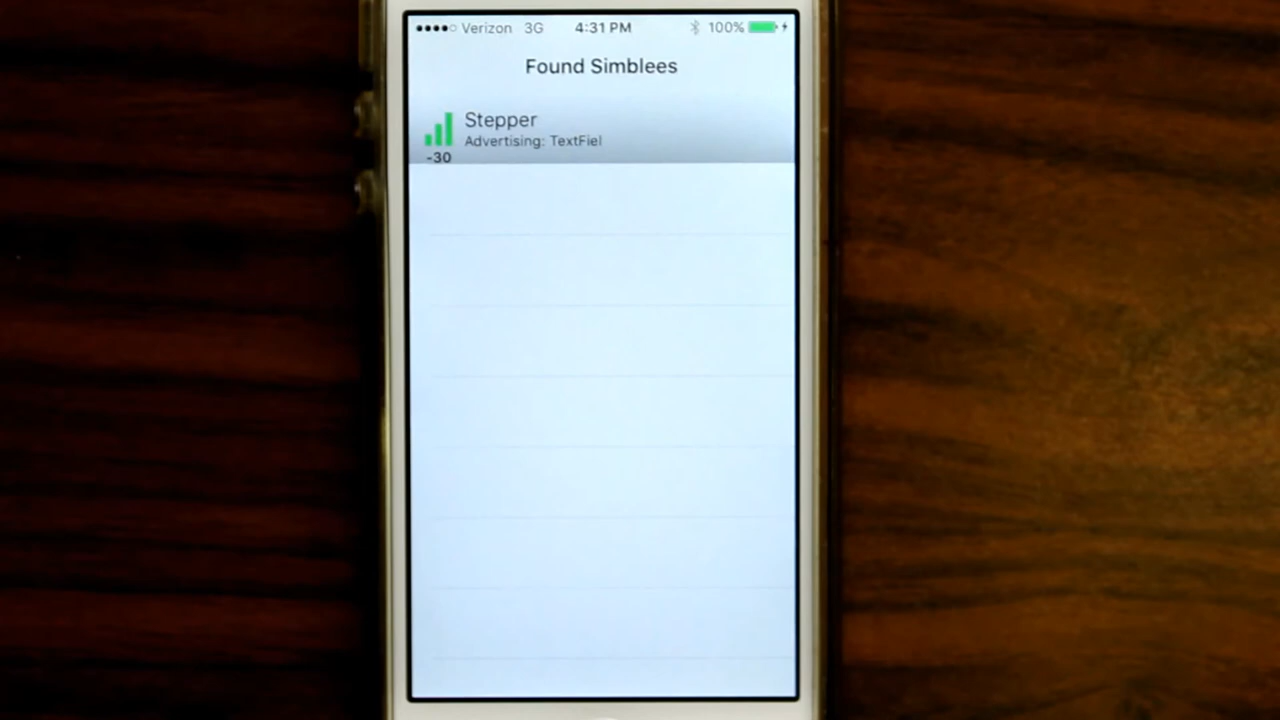 Verizon 3G 4:31 PM 100%
Found Simblees
Stepper
Advertising: TextFiel
-30